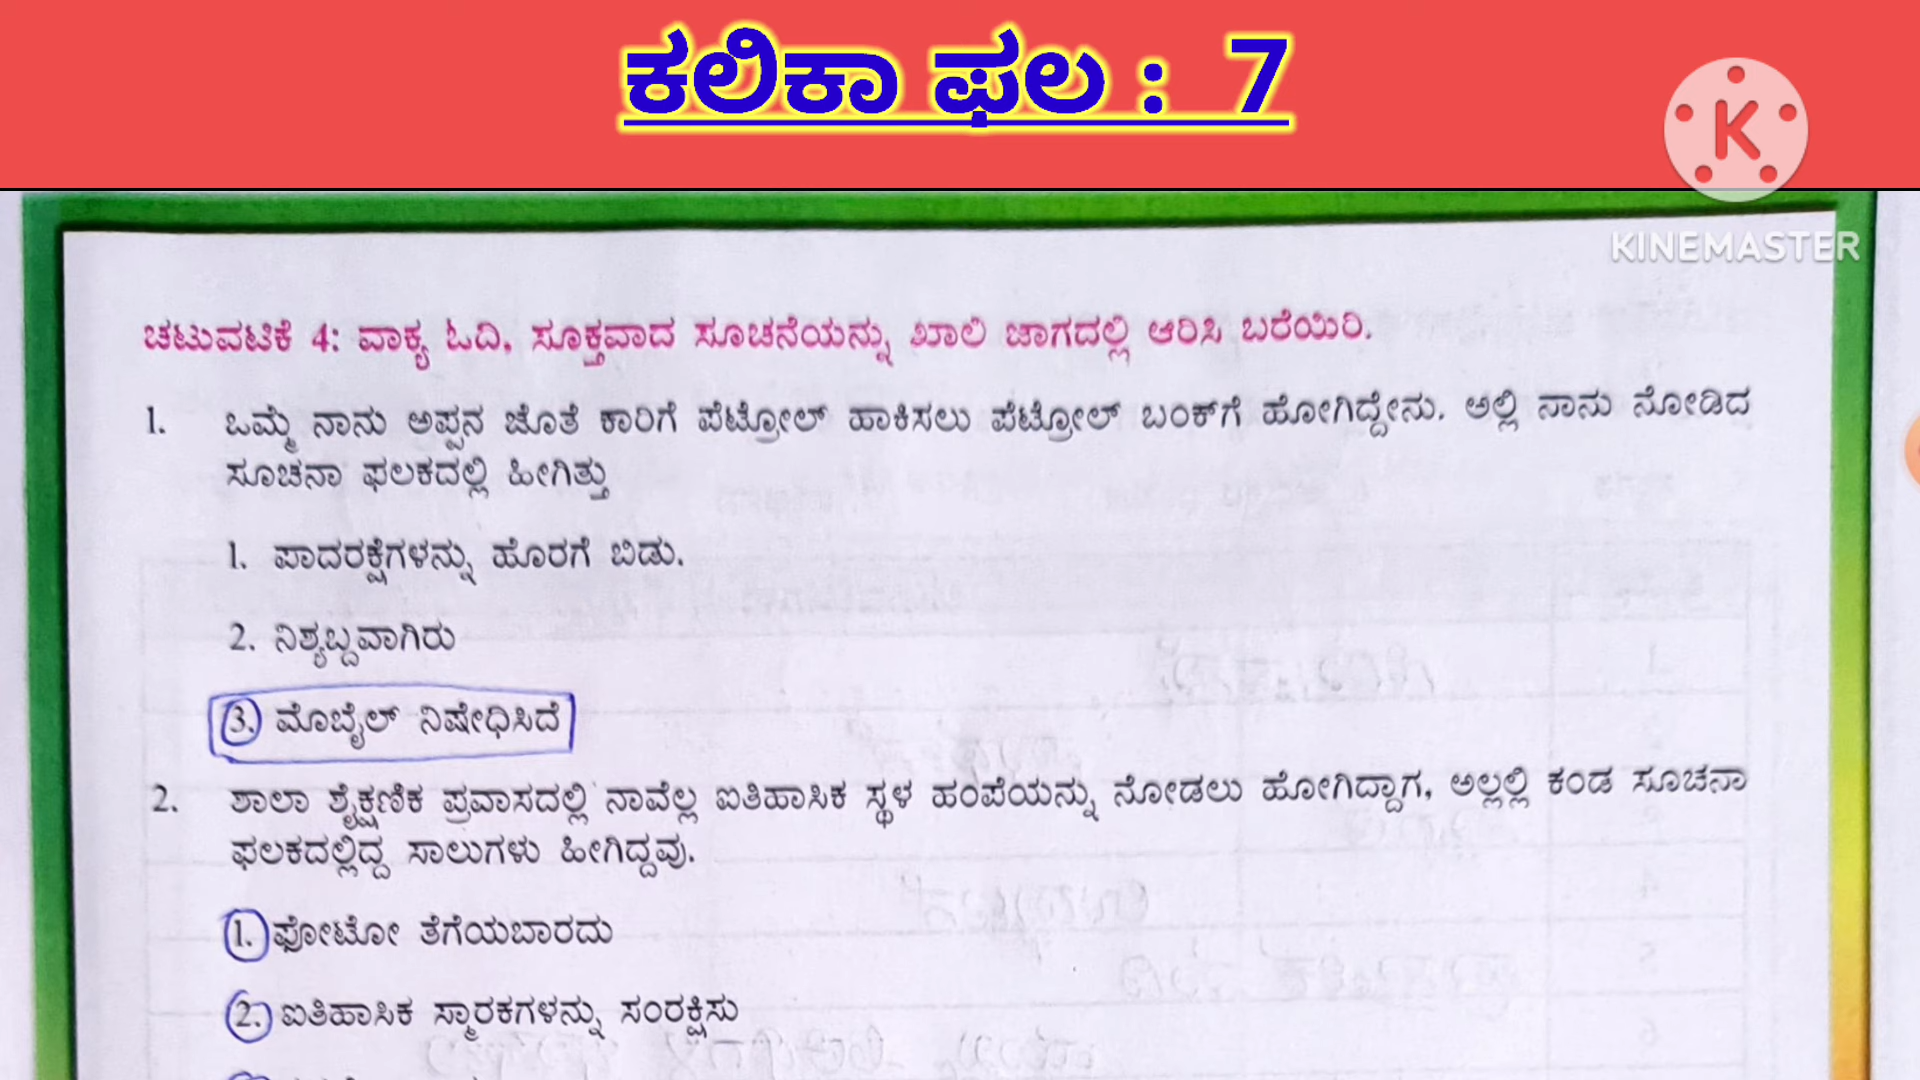 ಕಲಿಕಾ ಫಲ : 7
K
KINEMASTER
ಚಟುವಟಿಕೆ 4: ವಾಕ್ಯ ಓದಿ, ಸೂಕ್ತವಾದ ಸೂಚನೆಯನ್ನು ಖಾಲಿ ಜಾಗದಲ್ಲಿ ಆರಿಸಿ ಬರೆಯಿರಿ.
1. ಒಮ್ಮೆ ನಾನು ಅಪ್ಪನ ಜೊತೆ ಕಾರಿಗೆ ಪೆಟ್ರೋಲ್ ಹಾಕಿಸಲು ಪೆಟ್ರೋಲ್ ಬಂಕ್‌ಗೆ ಹೋಗಿದ್ದೇನು. ಅಲ್ಲಿ ನಾನು ನೋಡಿದ
ಸೂಚನಾ ಫಲಕದಲ್ಲಿ ಹೀಗಿತ್ತು
1. ಪಾದರಕ್ಷೆಗಳನ್ನು ಹೊರಗೆ ಬಿಡು.
2. ನಿಶ್ಯಬ್ದವಾಗಿರು
3. ಮೊಬೈಲ್ ನಿಷೇಧಿಸಿದೆ
2. ಶಾಲಾ ಶೈಕ್ಷಣಿಕ ಪ್ರವಾಸದಲ್ಲಿ ನಾವೆಲ್ಲ ಐತಿಹಾಸಿಕ ಸ್ಥಳ ಹಂಪೆಯನ್ನು ನೋಡಲು ಹೋಗಿದ್ದಾಗ, ಅಲ್ಲಲ್ಲಿ ಕಂಡ ಸೂಚನಾ
ಫಲಕದಲ್ಲಿದ್ದ ಸಾಲುಗಳು ಹೀಗಿದ್ದವು.
1. ಫೋಟೋ ತೆಗೆಯಬಾರದು
2. ಐತಿಹಾಸಿಕ ಸ್ಮಾರಕಗಳನ್ನು ಸಂರಕ್ಷಿಸು